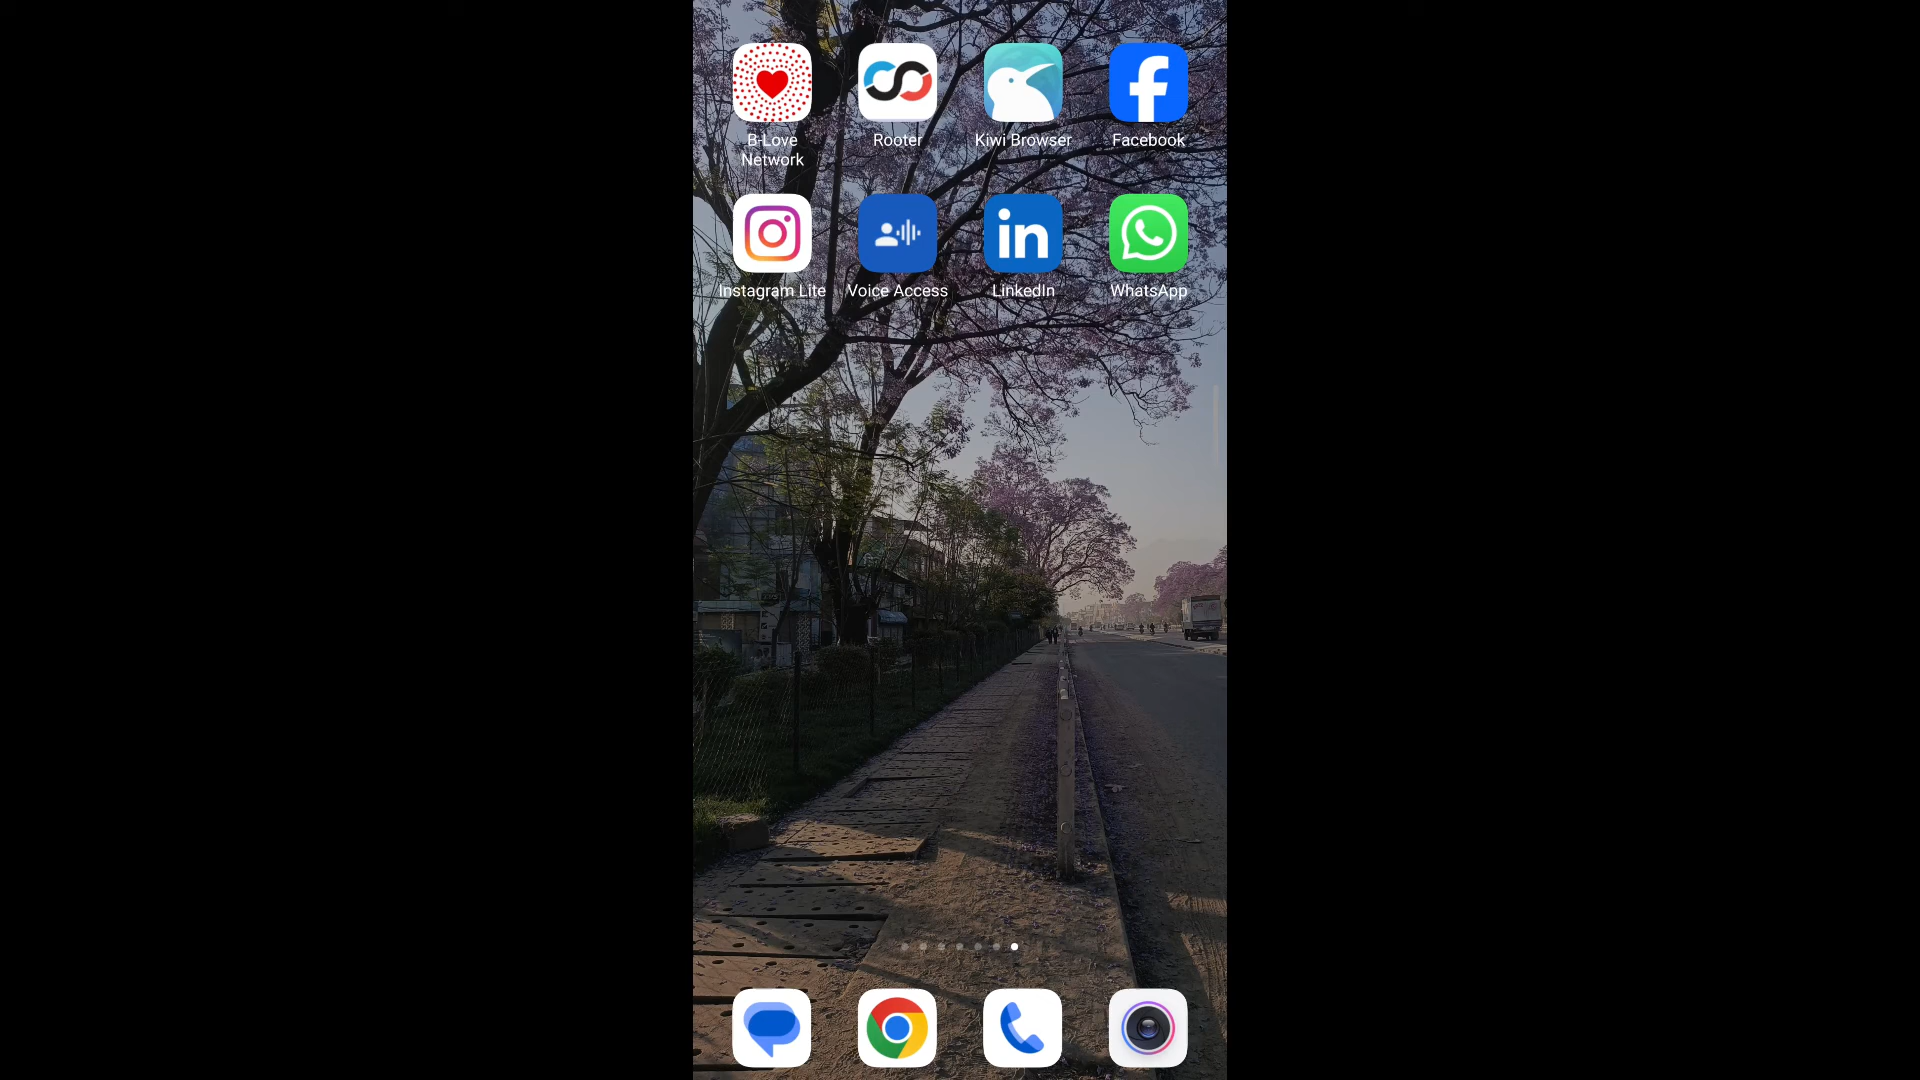 B-Love
Network
Rooter
Kiwi Browser
Facebook
Instagram Lite
Voice Access
LinkedIn
WhatsApp